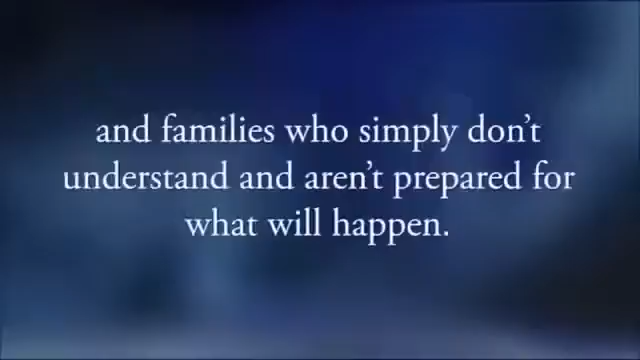 and families who simply don’t
understand and aren’t prepared for
what will happen.